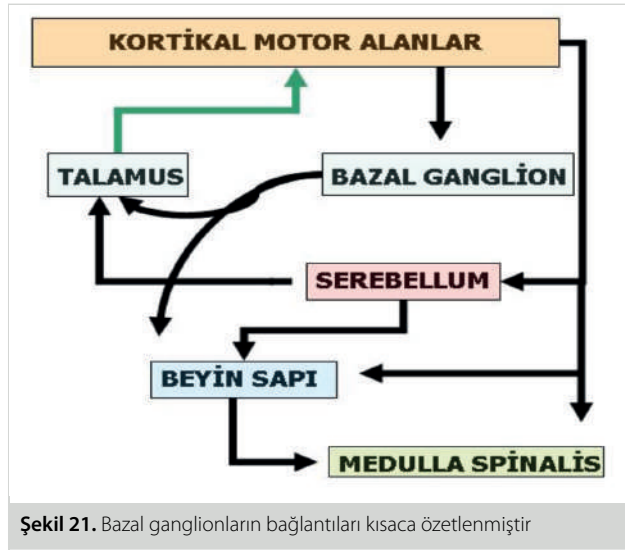 KORTİKAL MOTOR ALANLAR
TALAMUS
BAZAL GANGLİON
SEREBELLUM
BEYİN SAPI
MEDULLA SPİNALİS
Şekil 21. Bazal ganglionların bağlantıları kısaca özetlenmiştir